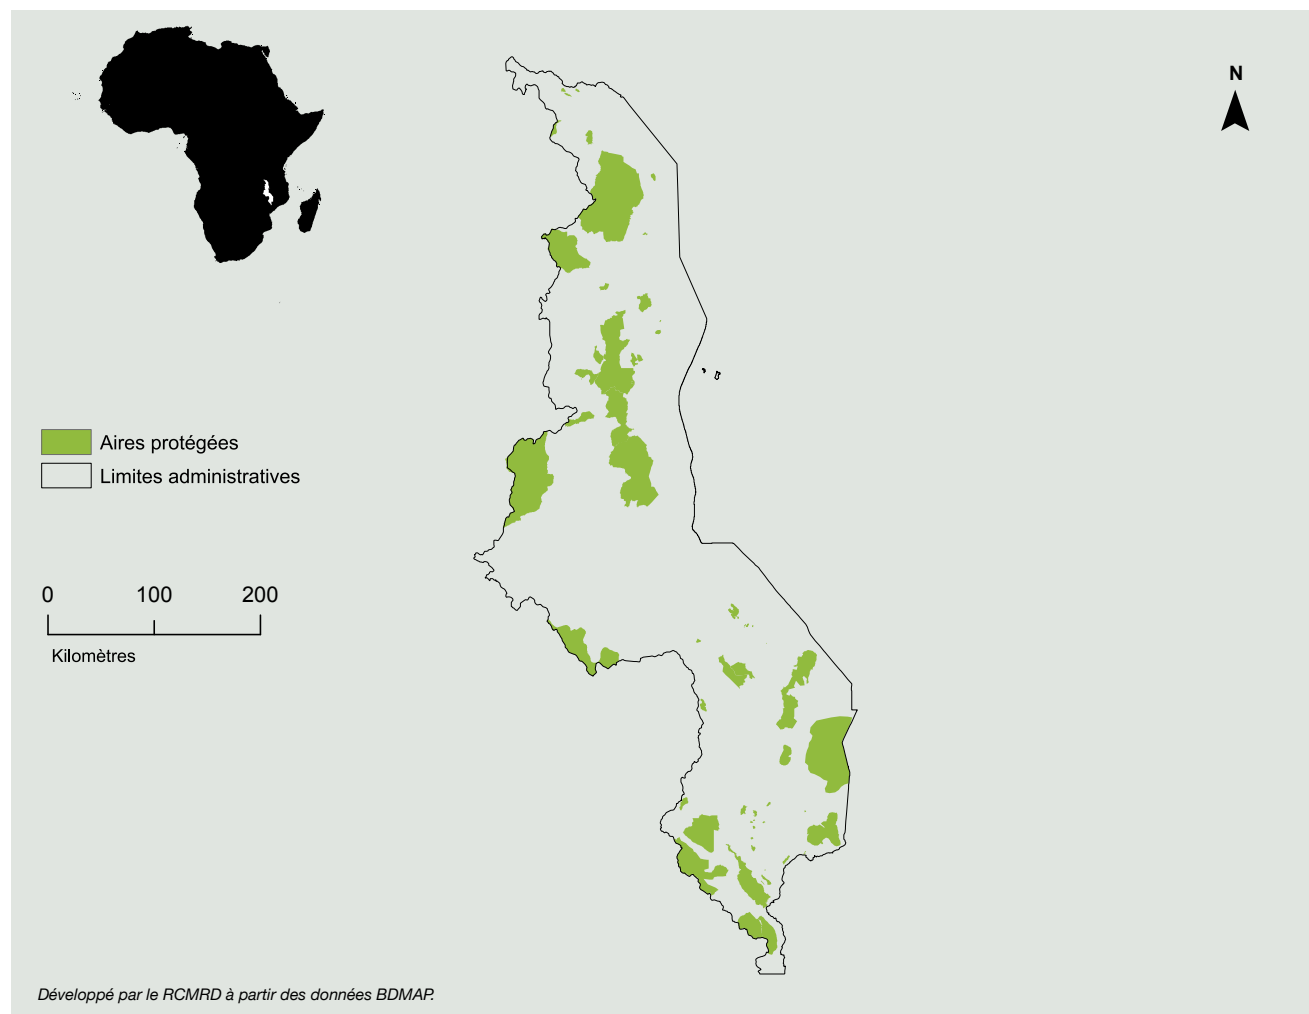 N
Aires protégées
Limites administratives
0 100 200
Kilomètres
Développé par le RCMRD à partir des données BDMAP.